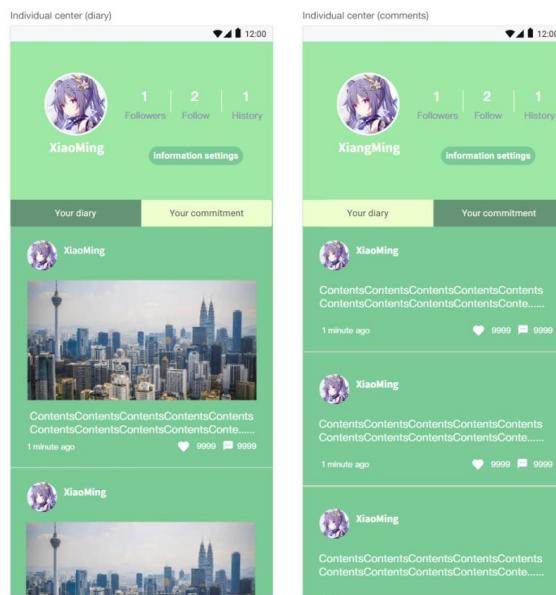 Individual center (diary)
12:00
1 2 1
Followers Follow History
XiaoMing
information settings
Your diary Your commitment
XiaoMing
ContentsContentsContentsContentsContents
ContentsContentsContentsContentsConte......
1 minute ago 9999 9999
XiaoMing
Individual center (comments)
12:00
1 2 1
Followers Follow History
XiangMing
information settings
Your diary Your commitment
XiaoMing
ContentsContentsContentsContentsContents
ContentsContentsContentsContentsConte......
1 minute ago 9999 9999
XiaoMing
ContentsContentsContentsContentsContents
ContentsContentsContentsContentsConte......
1 minute ago 9999 9999
XiaoMing
ContentsContentsContentsContentsContents
ContentsContentsContentsContentsConte......